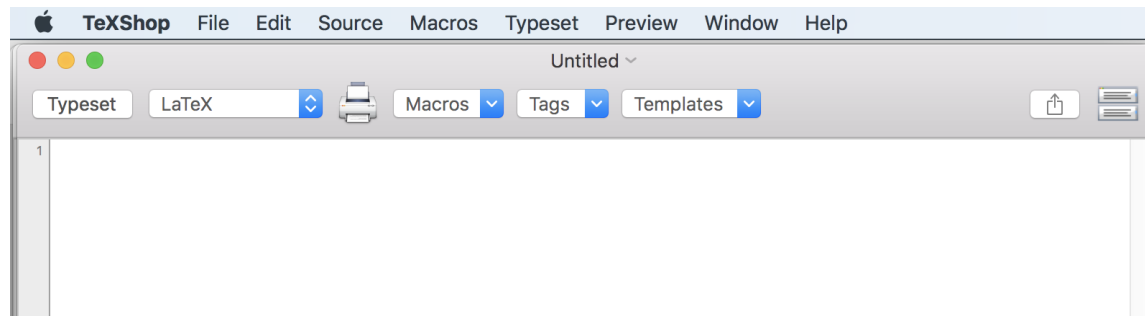 TeXShop File Edit Source Macros Typeset Preview Window Help
Untitled
Typeset LaTeX Macros Tags Templates
1